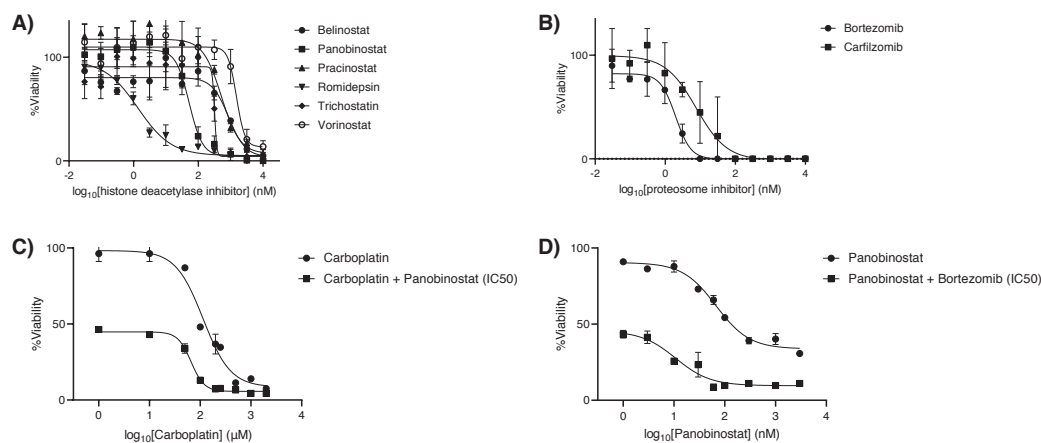 A)
%Viability
100
0
-2
0
2
4
log10[histone deacetylase inhibitor] (nM)
Belinostat
Panobinostat
Pracinostat
Romidepsin
Trichostatin
Vorinostat
B)
%Viability
100
0
-2
0
2
4
log10[proteosome inhibitor] (nM)
Bortezomib
Carfilzomib
C)
%Viability
100
50
0
0
1
2
3
4
log10[Carboplatin] (µM)
Carboplatin
Carboplatin + Panobinostat (IC50)
D)
%Viability
100
50
0
0
1
2
3
4
log10[Panobinostat] (nM)
Panobinostat
Panobinostat + Bortezomib (IC50)